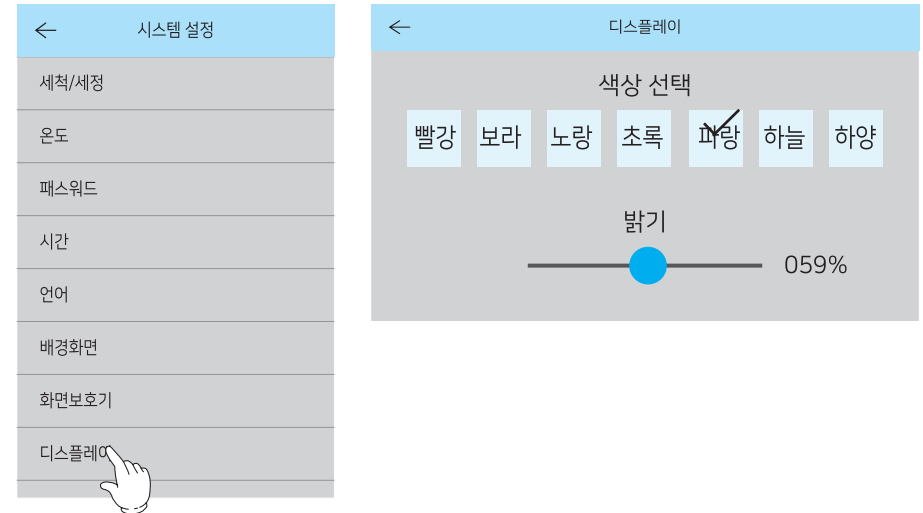 시스템 설정
세척/세정
온도
패스워드
시간
언어
배경화면
화면보호기
디스플레이
디스플레이
색상 선택
빨강 보라 노랑 초록 파랑 하늘 하양
밝기
059%